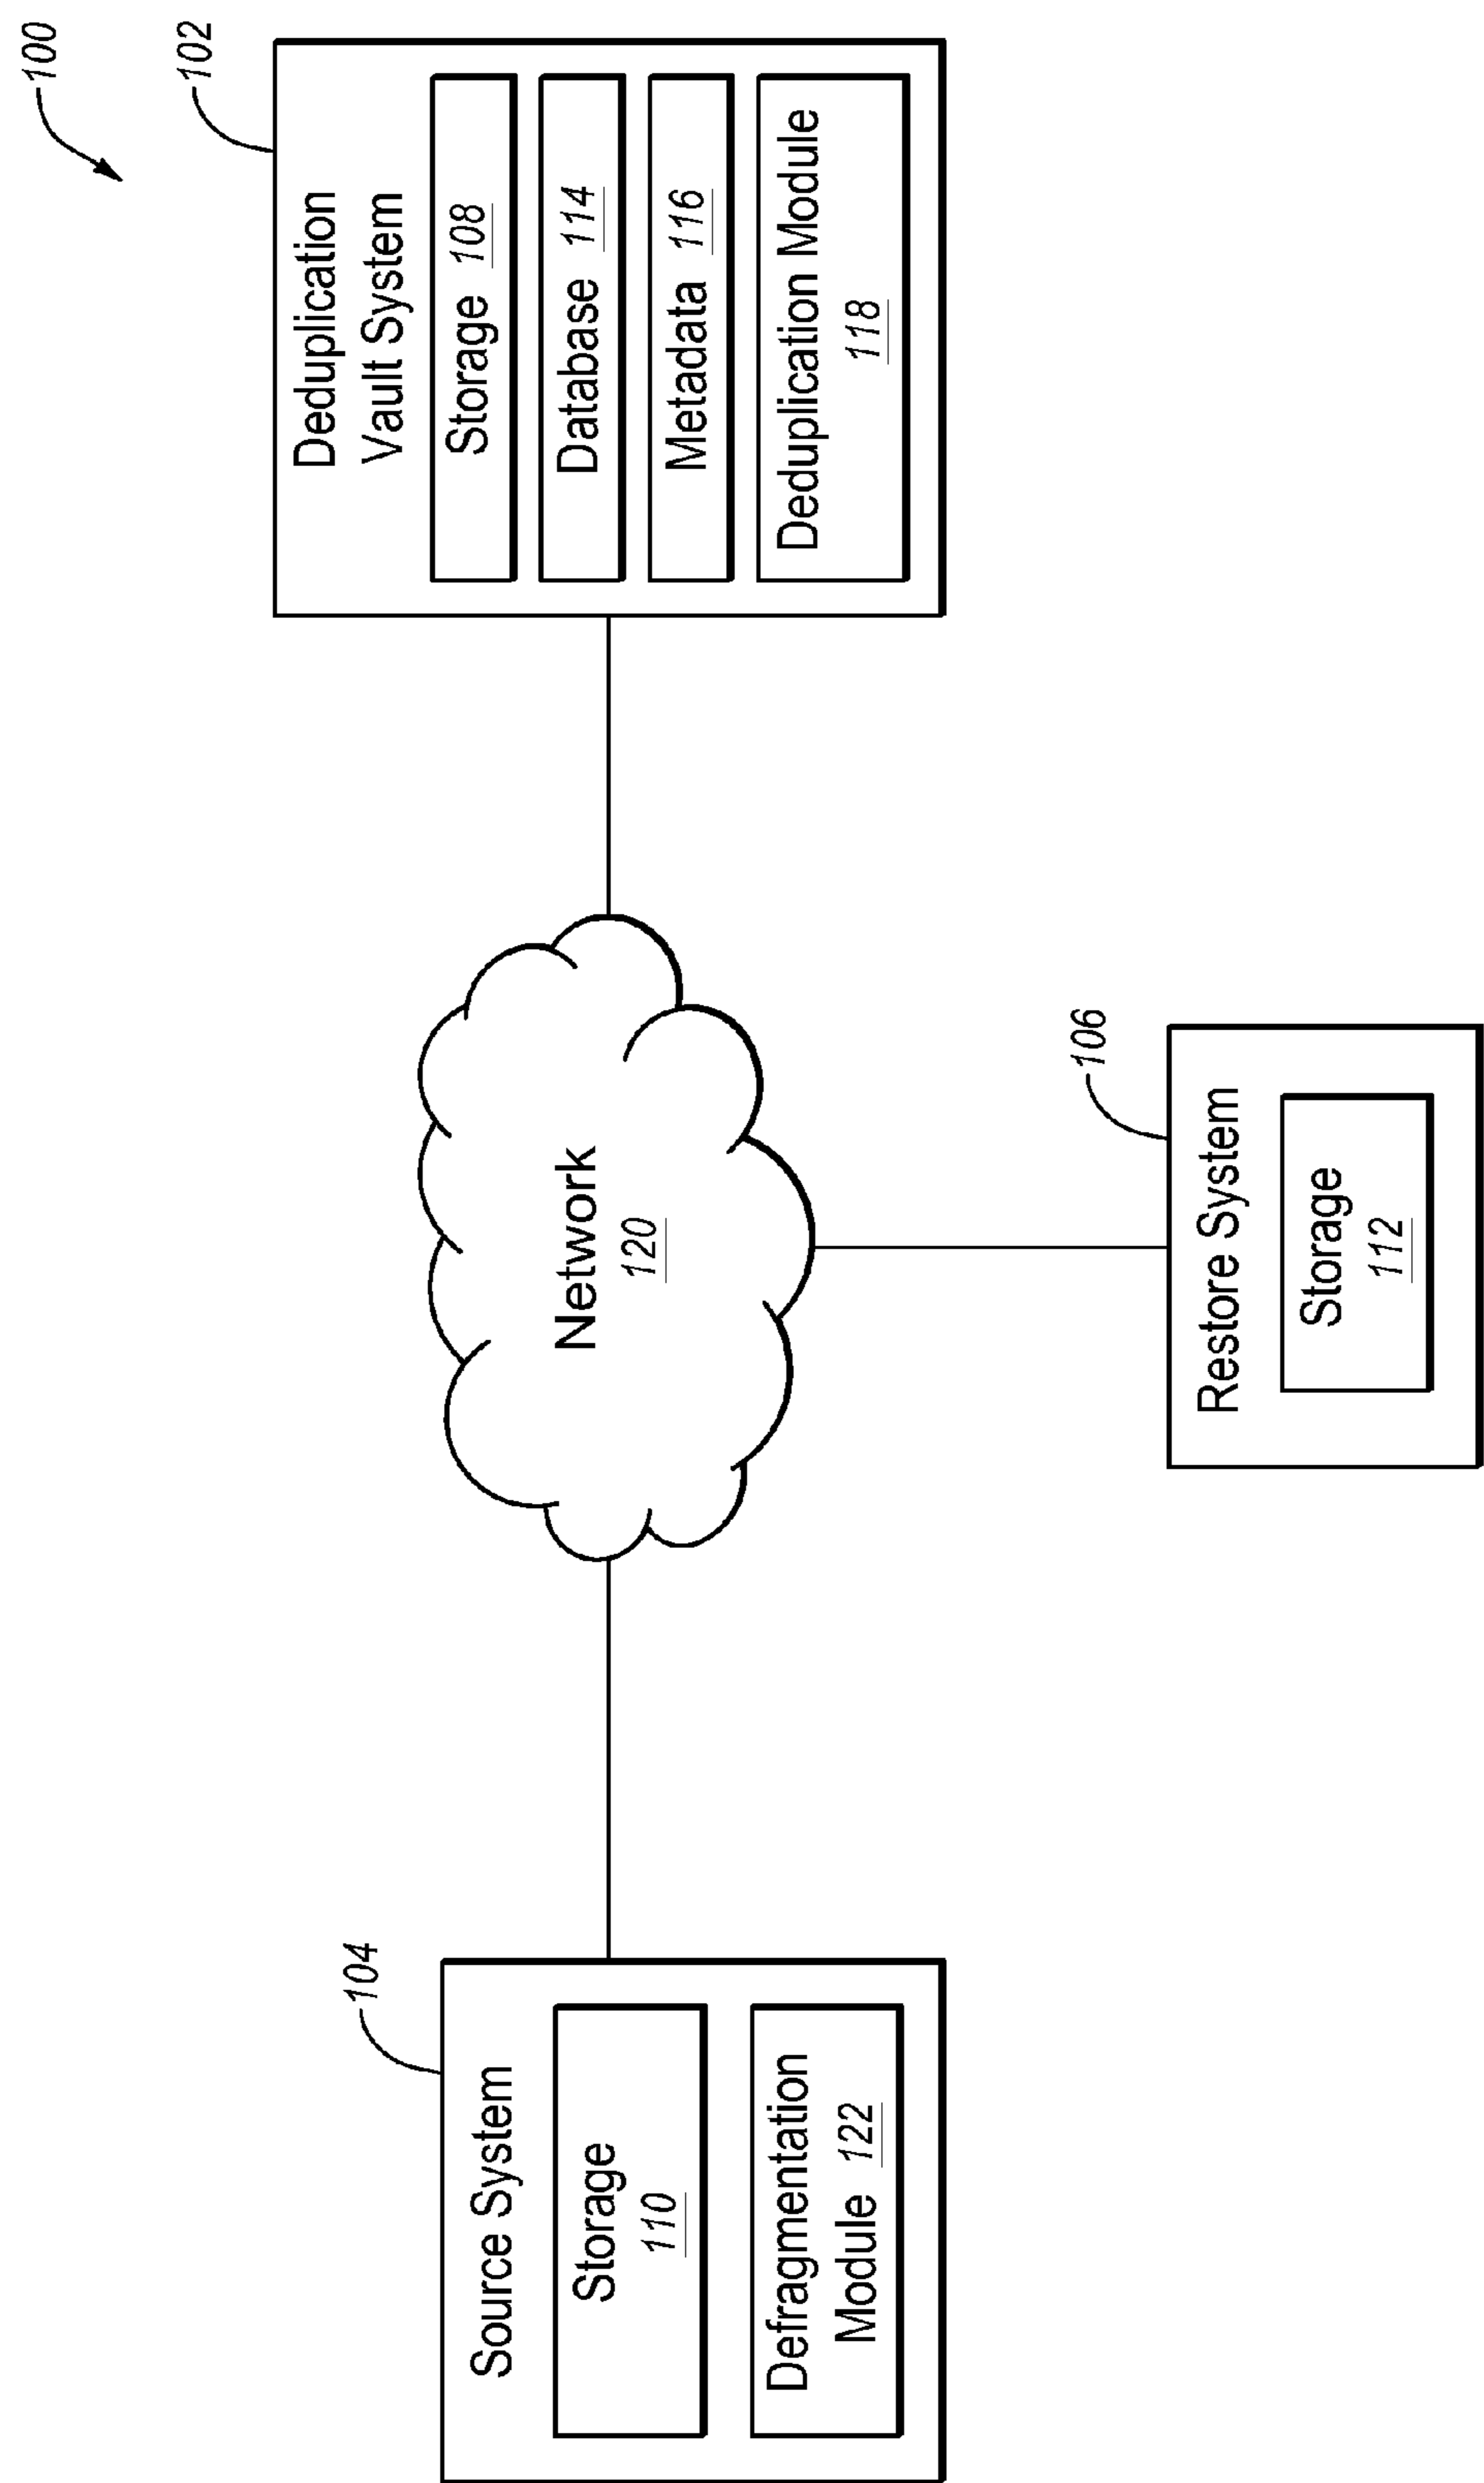 100
104
Source System
Storage
110
Defragmentation
Module 122
Network
120
106
Restore System
Storage
112
102
Deduplication
Vault System
Storage 108
Database 114
Metadata 116
Deduplication Module
118